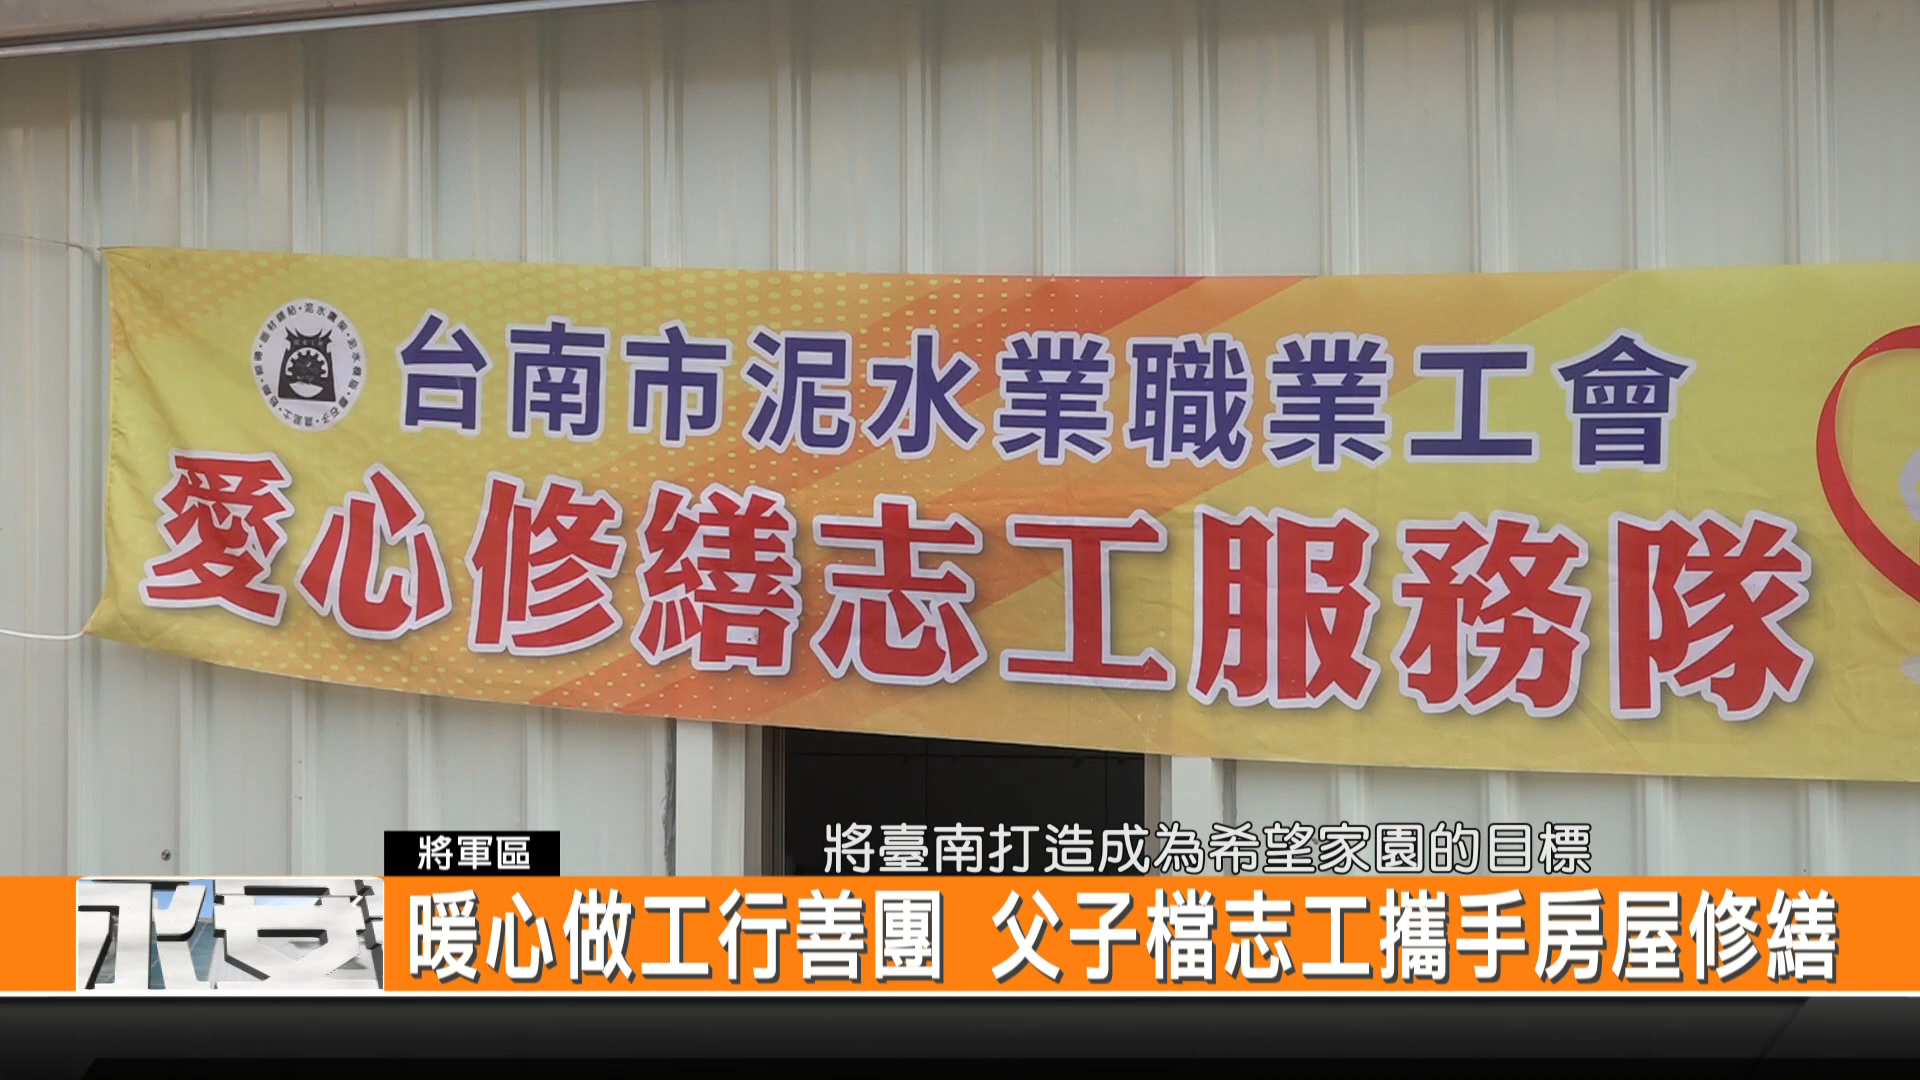 台南市泥水業職業工會
愛心修繕志工服務隊
將臺南打造成為希望家園的目標
將軍區
暖心做工行善團 父子檔志工攜手房屋修繕